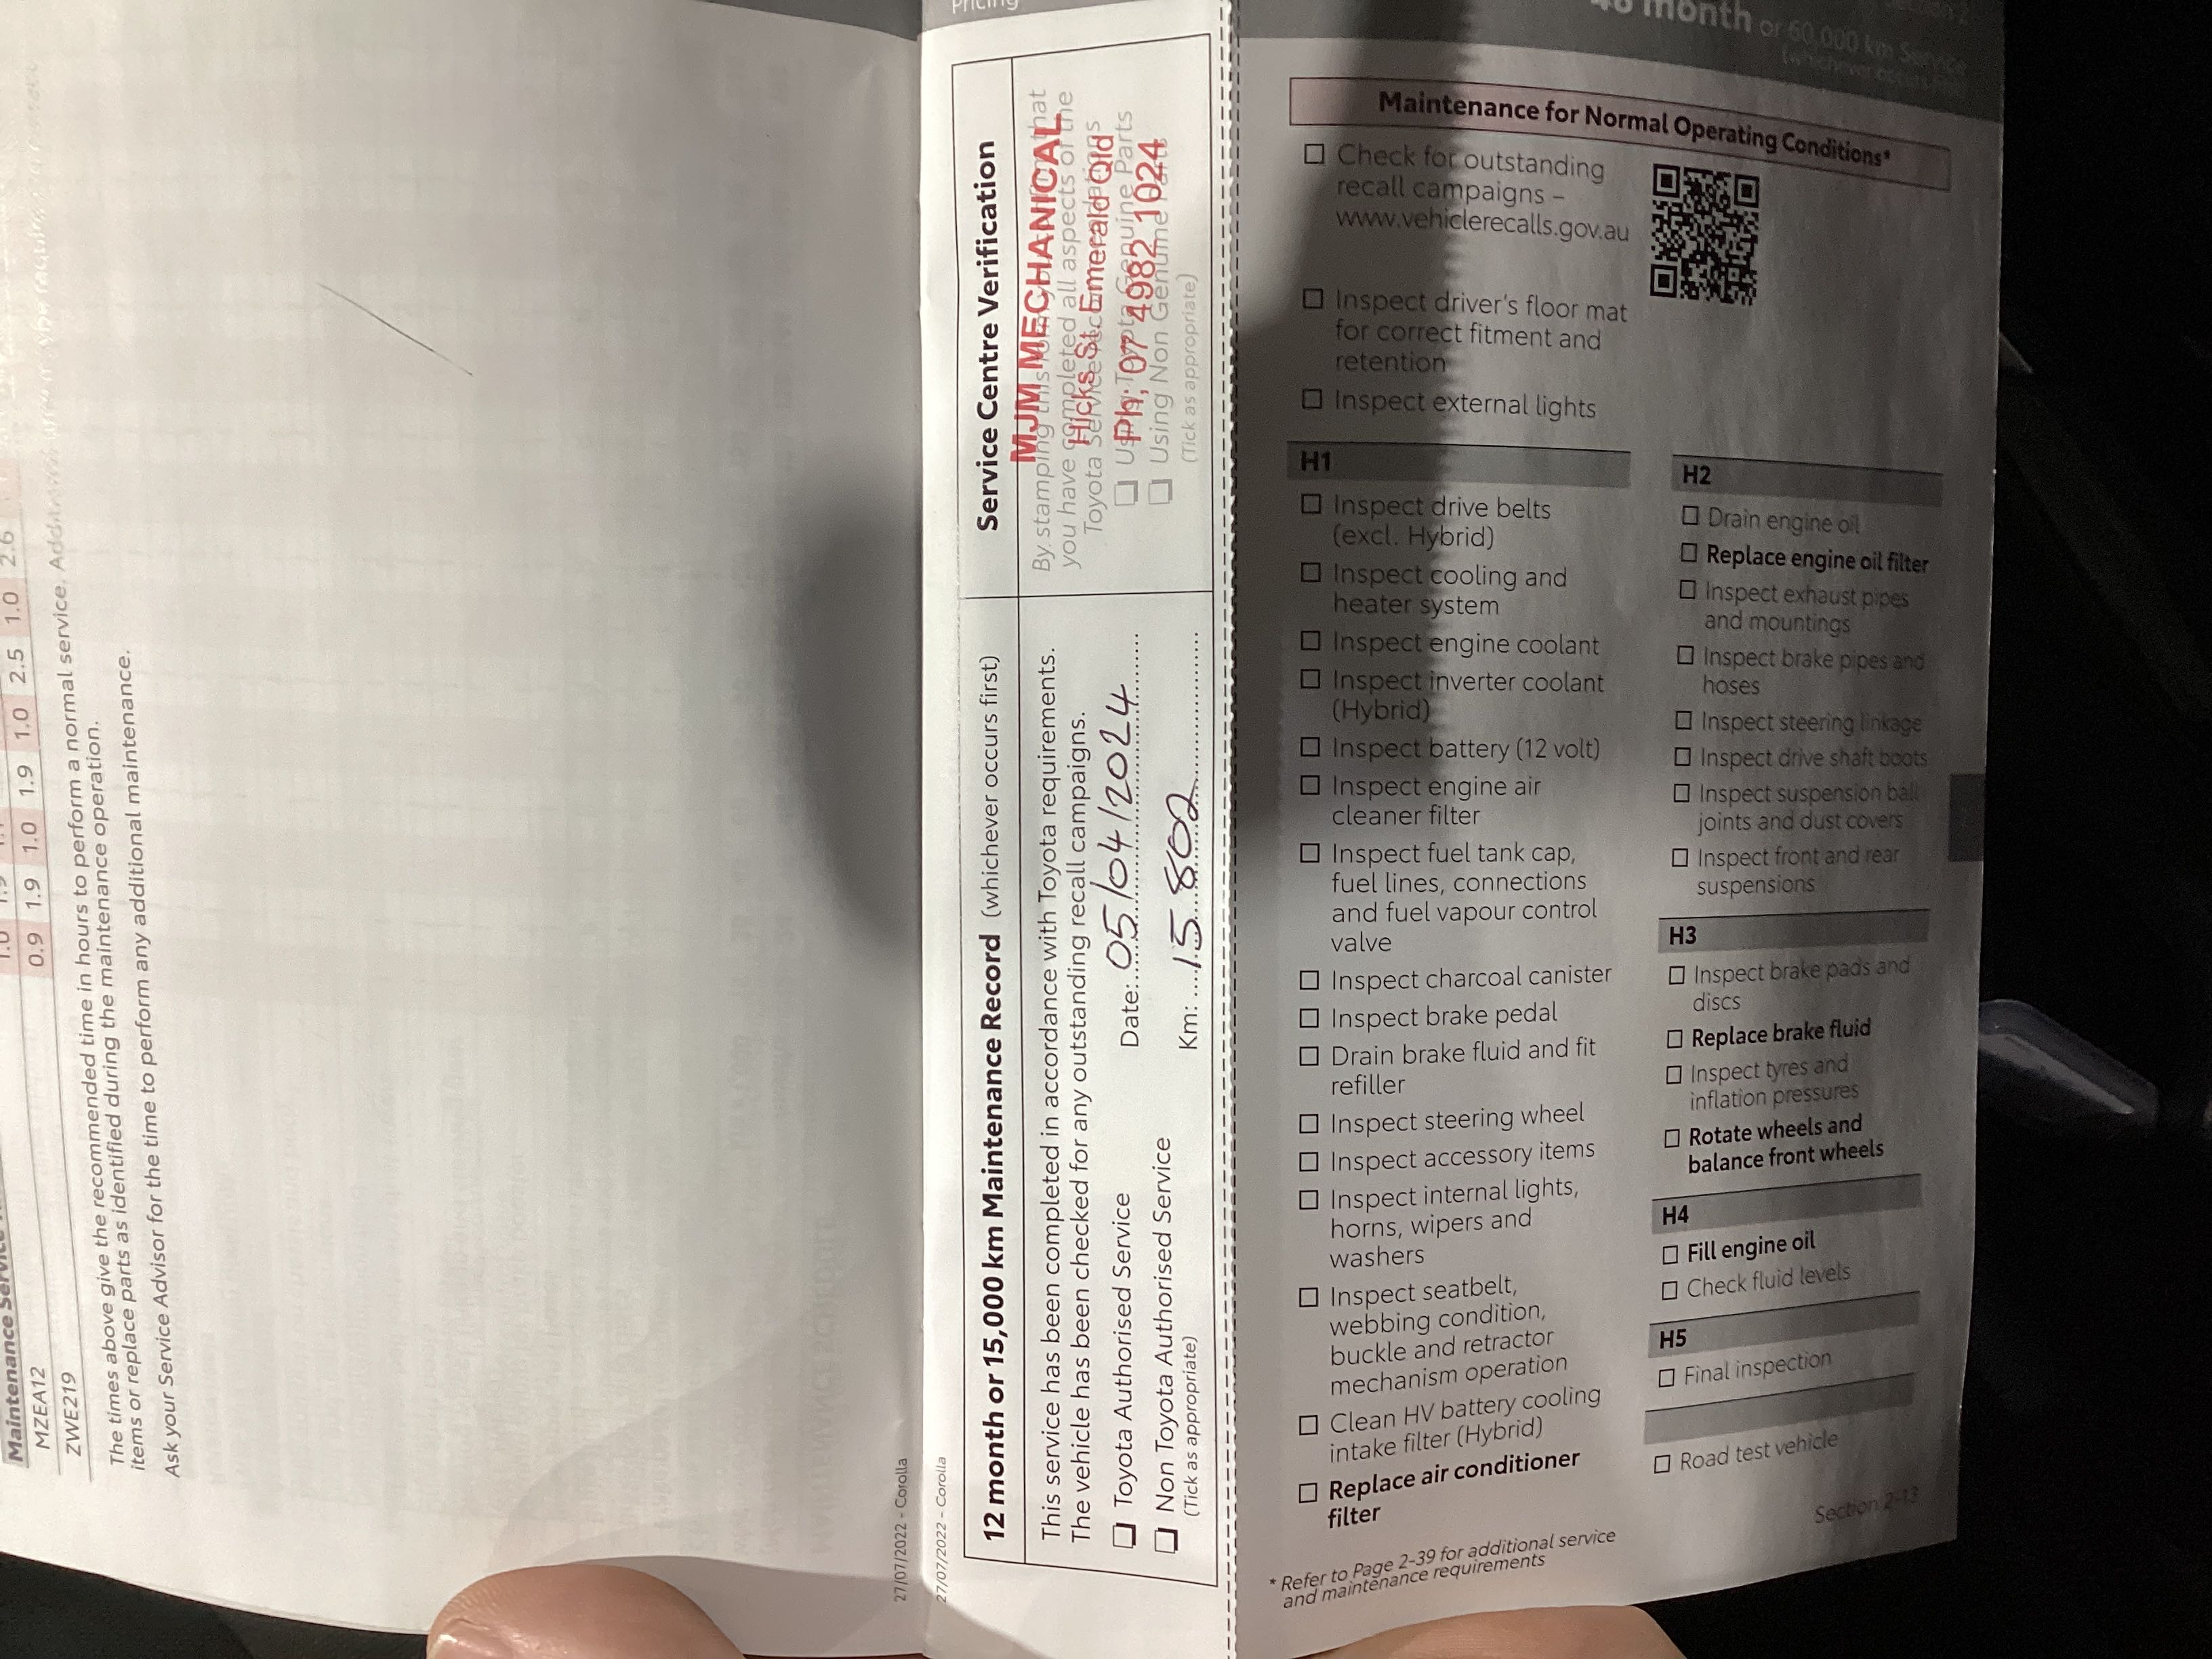 Maintenance Service
MZEA12
0.9 1.9 1.0 1.9 1.0 2.5 1.0 2.6
ZWE219
The times above give the recommended time in hours to perform a normal service.
items or replace parts as identified during the maintenance operation.
Ask your Service Advisor for the time to perform any additional maintenance.
27/07/2022 - Corolla
Pricing
27/07/2022 - Corolla
12 month or 15,000 km Maintenance Record (whichever occurs first)
This service has been completed in accordance with Toyota requirements.
The vehicle has been checked for any outstanding recall campaigns.
Toyota Authorised Service
Date: 05/04/2024
Non Toyota Authorised Service
Km: 15 802
(Tick as appropriate)
Service Centre Verification
By stamping this that
you have completed all aspects of the
Toyota Service
Using Toyota Genuine Parts
Using Non Genuine
(Tick as appropriate)
MJM MECHANICAL
Hicks St. Emerald Qld
Ph; 07 4982 1024
month or 60,000 km Service
Maintenance for Normal Operating Conditions*
Check for outstanding
recall campaigns –
www.vehiclerecalls.gov.au
Inspect driver's floor mat
for correct fitment and
retention
Inspect external lights
H1
Inspect drive belts
(excl. Hybrid)
Inspect cooling and
heater system
Inspect engine coolant
Inspect inverter coolant
(Hybrid)
Inspect battery (12 volt)
Inspect engine air
cleaner filter
Inspect fuel tank cap,
fuel lines, connections
and fuel vapour control
valve
Inspect charcoal canister
Inspect brake pedal
Drain brake fluid and fit
refiller
Inspect steering wheel
Inspect accessory items
Inspect internal lights,
horns, wipers and
washers
Inspect seatbelt,
webbing condition,
buckle and retractor
mechanism operation
Clean HV battery cooling
intake filter (Hybrid)
Replace air conditioner
filter
H2
Drain engine oil
Replace engine oil filter
Inspect exhaust pipes
and mountings
Inspect brake pipes and
hoses
Inspect steering linkage
Inspect drive shaft boots
Inspect suspension ball
joints and dust covers
Inspect front and rear
suspensions
H3
Inspect brake pads and
discs
Replace brake fluid
Inspect tyres and
inflation pressures
Rotate wheels and
balance front wheels
H4
Fill engine oil
Check fluid levels
H5
Final inspection
Road test vehicle
* Refer to Page 2-39 for additional service
and maintenance requirements
Section 2-13